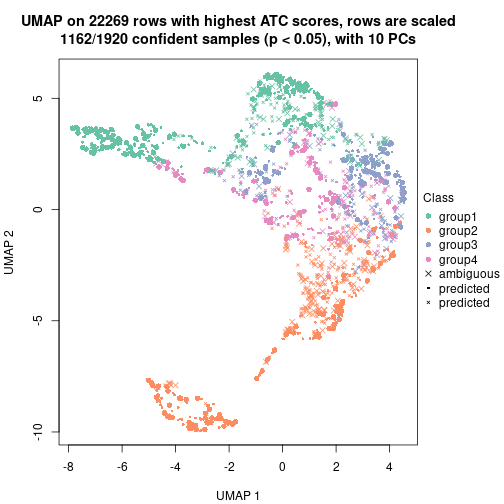 UMAP on 22269 rows with highest ATC scores, rows are scaled
1162/1920 confident samples (p < 0.05), with 10 PCs
5
0
-5
-10
UMAP 2
-8
-6
-4
-2
0
2
4
UMAP 1
Class
group1
group2
group3
group4
ambiguous
predicted
predicted